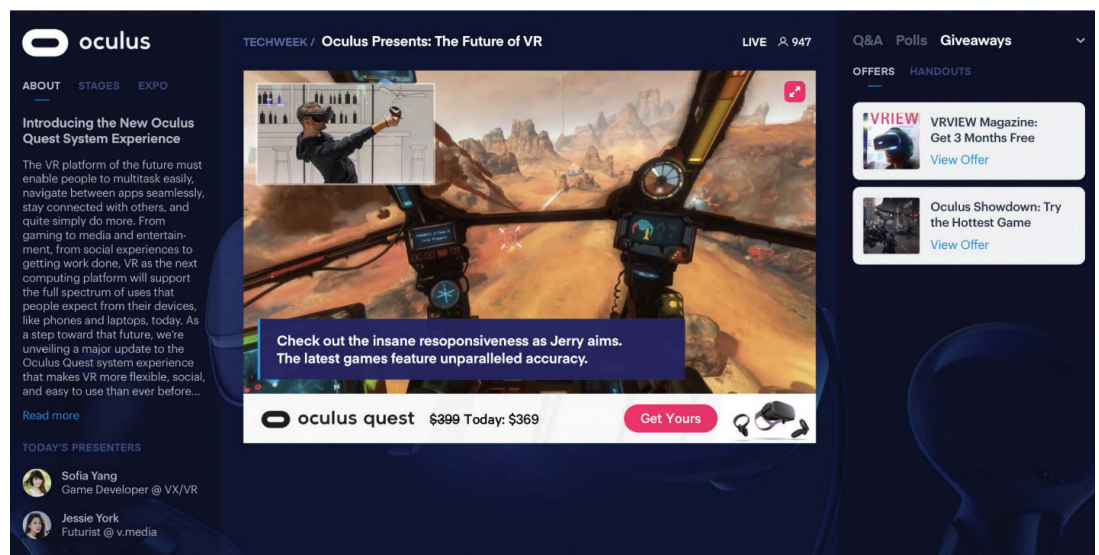 oculus
ABOUT STAGES EXPO
Introducing the New Oculus
Quest System Experience
The VR platform of the future must
enable people to multitask easily,
navigate between apps seamlessly,
stay connected with others, and
quite simply do more. From
gaming to media and entertain-
ment, from social experiences to
getting work done, VR as the next
computing platform will support
the full spectrum of uses that
people expect from their devices,
like phones and laptops, today. As
a step toward that future, we're
unveiling a major update to the
Oculus Quest system experience
that makes VR more flexible, social,
and easy to use than ever before...
Read more
TODAY'S PRESENTERS
Sofia Yang
Game Developer @ VX/VR
Jessie York
Futurist @ v.media
TECHWEEK / Oculus Presents: The Future of VR
LIVE 947
Check out the insane resoponsiveness as Jerry aims.
The latest games feature unparalleled accuracy.
oculus quest $399 Today: $369 Get Yours
Q&A Polls Giveaways
OFFERS HANDOUTS
VRIEW
VRVIEW Magazine:
Get 3 Months Free
View Offer
Oculus Showdown: Try
the Hottest Game
View Offer